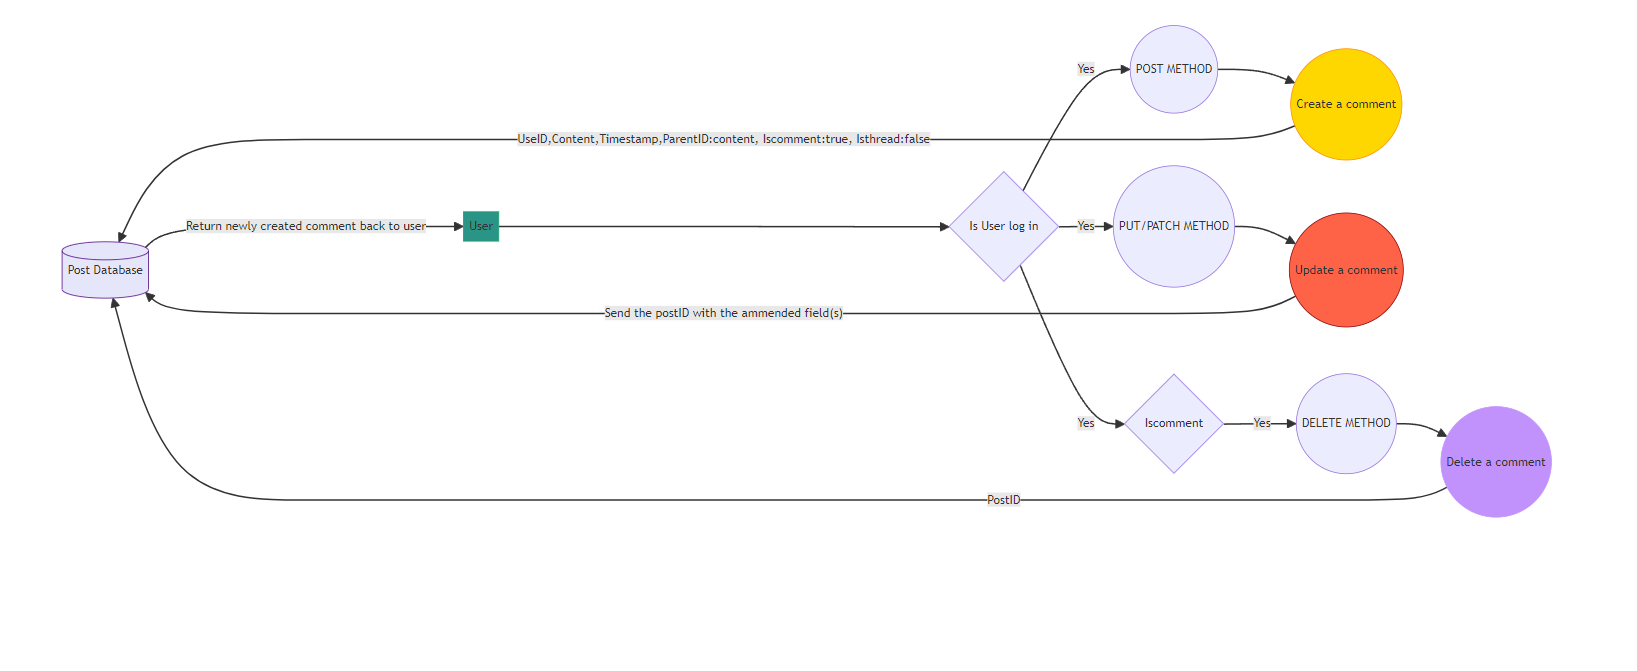 Yes
POST METHOD
Create a comment
UseID,Content,Timestamp,ParentID:content, Iscomment:true, Isthread:false
Return newly created comment back to user
User
Is User log in
Yes
PUT/PATCH METHOD
Post Database
Update a comment
Send the postID with the ammended field(s)
Yes
Iscomment
Yes
DELETE METHOD
Delete a comment
PostID